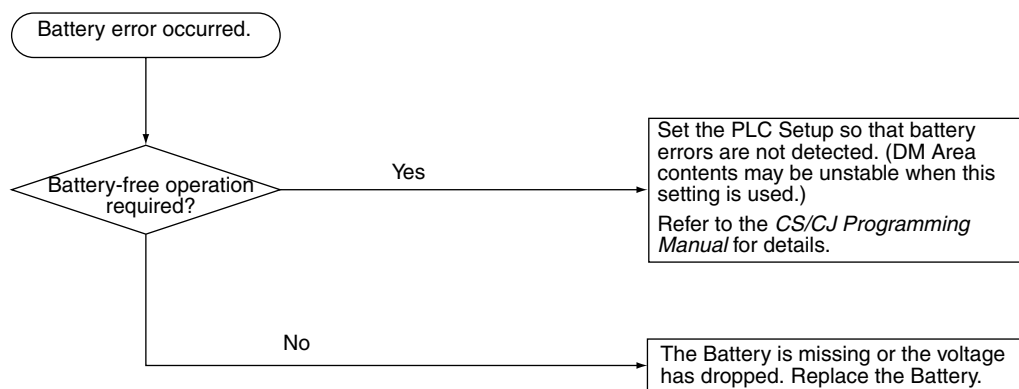 Battery error occurred.
Battery-free operation
required?
Yes
Set the PLC Setup so that battery
errors are not detected. (DM Area
contents may be unstable when this
setting is used.)
Refer to the CS/CJ Programming
Manual for details.
No
The Battery is missing or the voltage
has dropped. Replace the Battery.